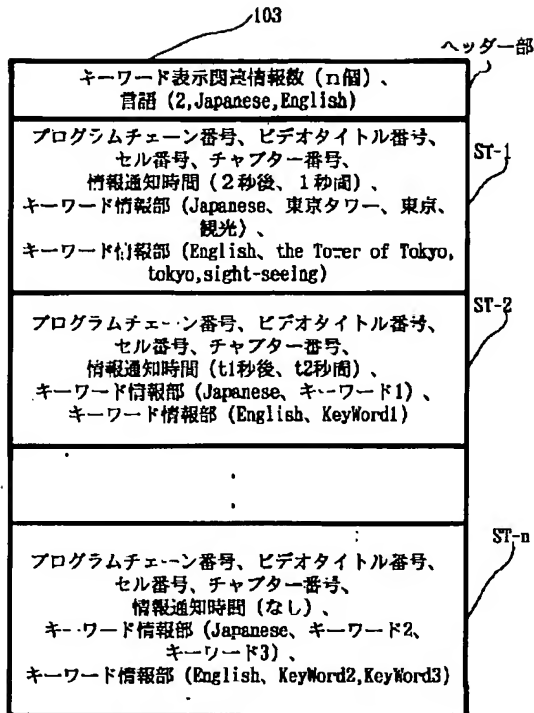 103
ヘッダー部
キーワード表示関連情報数 (n個) 、
言語 (2,Japanese,English)
ST-1
プログラムチェーン番号、ビデオタイトル番号、
セル番号、チャプター番号、
情報通知時間 (2秒後、1秒間) 、
キーワード情報部 (Japanese、東京タワー、東京、
観光) 、
キーワード情報部 (English、the Tower of Tokyo,
tokyo,sight-seeing)
ST-2
プログラムチェーン番号、ビデオタイトル番号、
セル番号、チャプター番号、
情報通知時間 (t1秒後、t2秒間) 、
キーワード情報部 (Japanese、キーワード1) 、
キーワード情報部 (English、KeyWord1)
ST-n
プログラムチェーン番号、ビデオタイトル番号、
セル番号、チャプター番号、
情報通知時間 (なし) 、
キーワード情報部 (Japanese、キーワード2、
キーワード3) 、
キーワード情報部 (English、KeyWord2,KeyWord3)